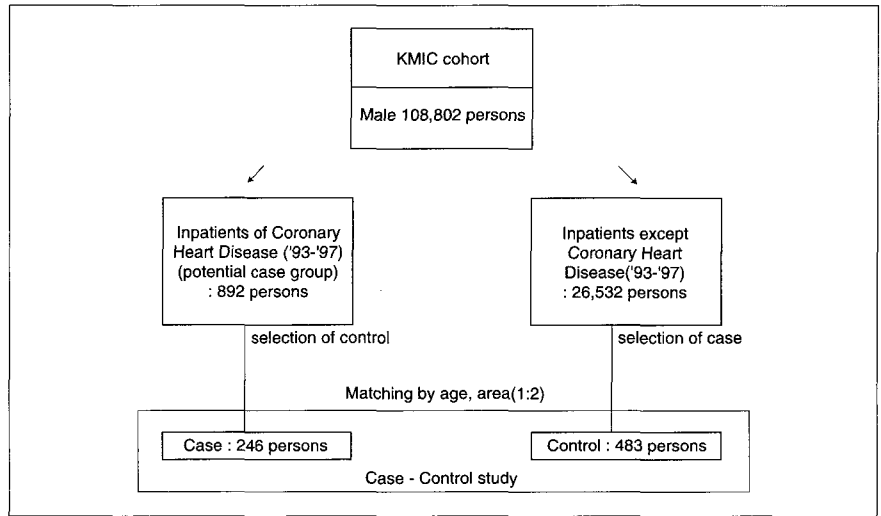 KMIC cohort
Male 108,802 persons
Inpatients of Coronary
Heart Disease ('93-'97)
(potential case group)
: 892 persons
Inpatients except
Coronary Heart
Disease('93-'97)
: 26,532 persons
selection of control
selection of case
Matching by age, area(1:2)
Case : 246 persons
Control : 483 persons
Case - Control study